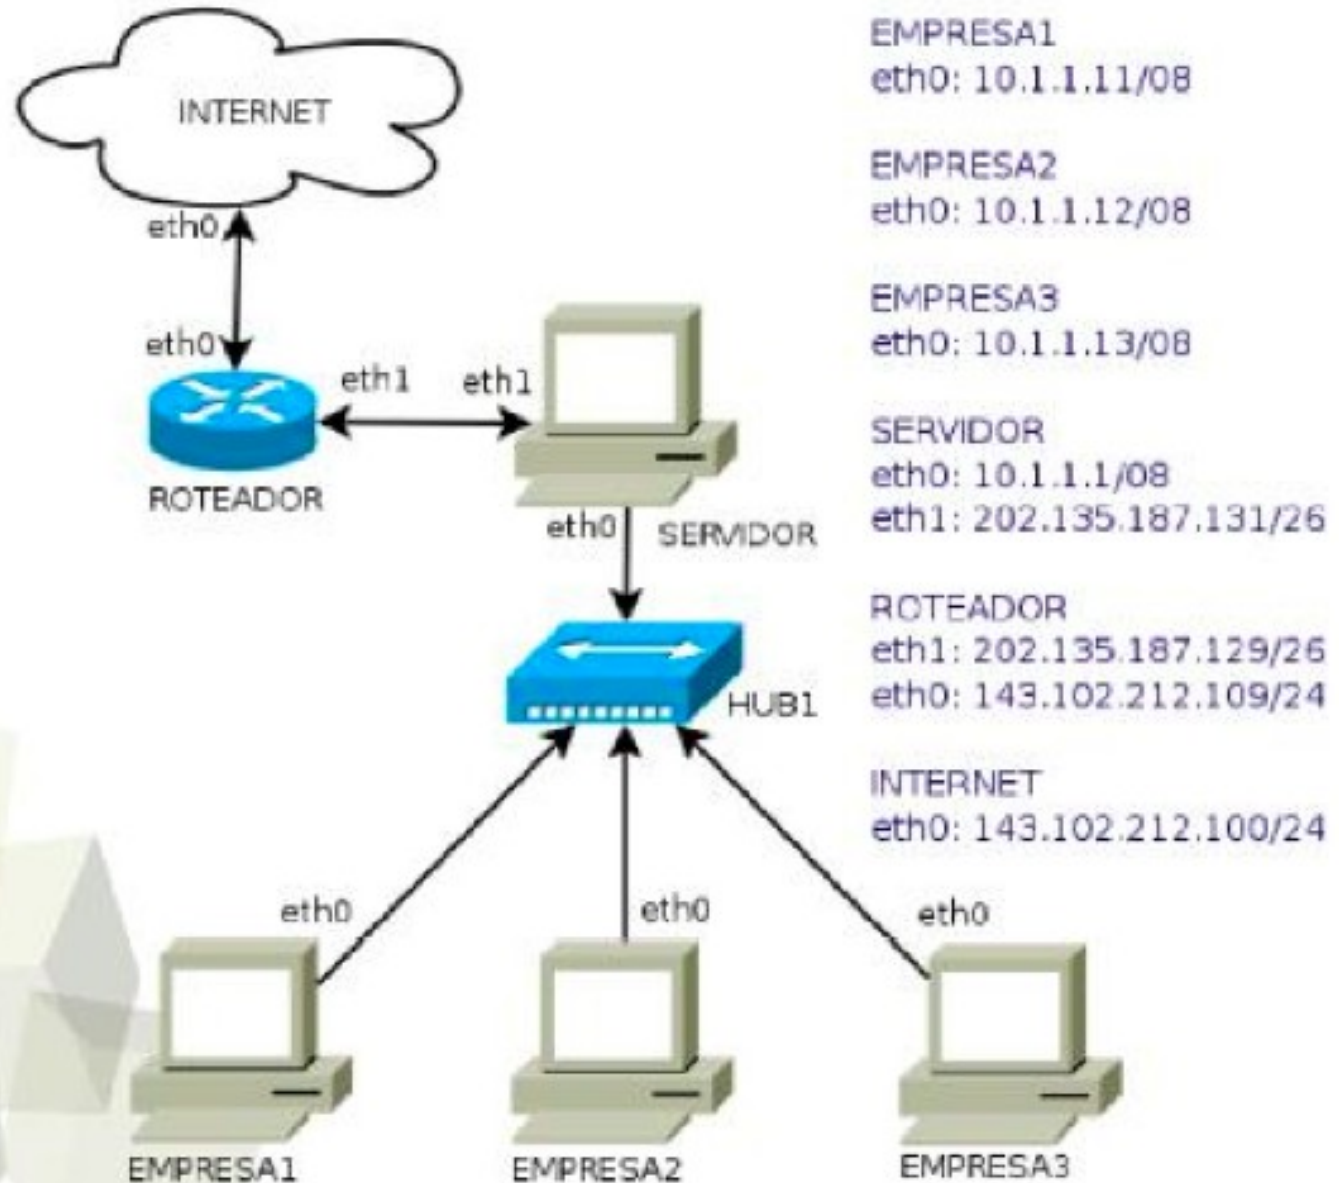 INTERNET
eth0
eth0
eth1
eth1
ROTEADOR
eth0
SERVIDOR
HUB1
eth0
eth0
eth0
EMPRESA1
EMPRESA2
EMPRESA3
EMPRESA1
eth0: 10.1.1.11/08
EMPRESA2
eth0: 10.1.1.12/08
EMPRESA3
eth0: 10.1.1.13/08
SERVIDOR
eth0: 10.1.1.1/08
eth1: 202.135.187.131/26
ROTEADOR
eth1: 202.135.187.129/26
eth0: 143.102.212.109/24
INTERNET
eth0: 143.102.212.100/24